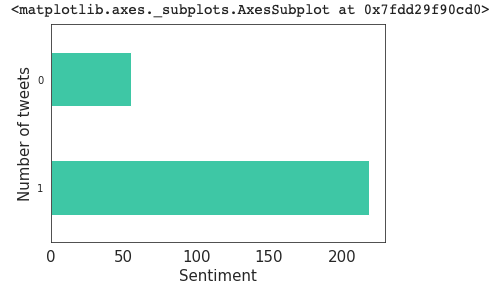 <matplotlib.axes._subplots.AxesSubplot at 0x7fdd29f90cd0>
Number of tweets
0
1
0 50 100 150 200
Sentiment